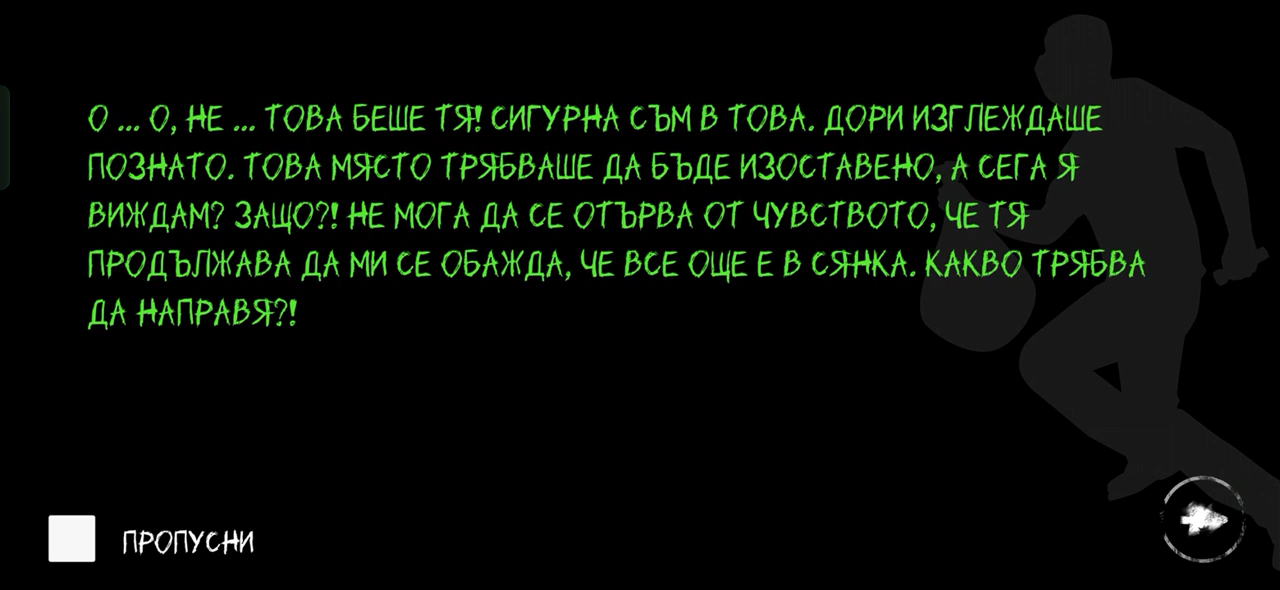 О ... О, НЕ ... ТОВА БЕШЕ ТЯ! СИГУРНА СЪМ В ТОВА. ДОРИ ИЗГЛЕЖДАШЕ
ПОЗНАТО. ТОВА МЯСТО ТРЯБВАШЕ ДА БЪДЕ ИЗОСТАВЕНО, А СЕГА Я
ВИЖДАМ? ЗАЩО?! НЕ МОГА ДА СЕ ОТЪРВА ОТ ЧУВСТВОТО, ЧЕ ТЯ
ПРОДЪЛЖАВА ДА МИ СЕ ОБАЖДА, ЧЕ ВСЕ ОЩЕ Е В СЯНКА. КАКВО ТРЯБВА
ДА НАПРАВЯ?!
ПРОПУСНИ